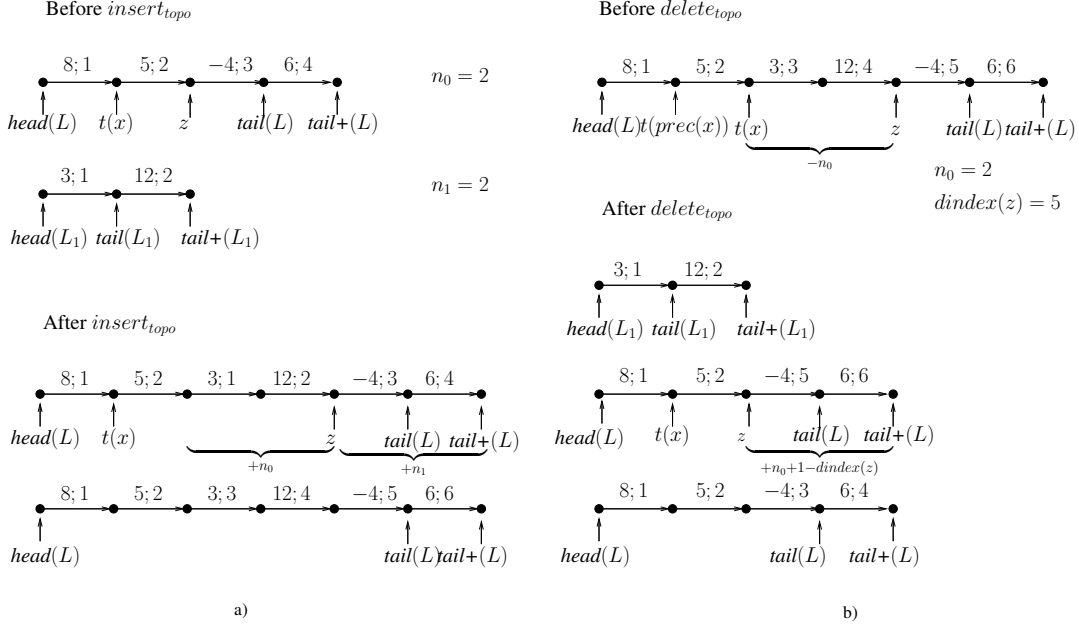 Before insert_topo
8; 1 5; 2 −4; 3 6; 4 n_0 = 2
head(L) t(x) z tail(L) tail+(L)
3; 1 12; 2 n_1 = 2
head(L_1) tail(L_1) tail+(L_1)
After insert_topo
8; 1 5; 2 3; 1 12; 2 −4; 3 6; 4
head(L) t(x) z tail(L) tail+(L)
+n_0 +n_1
8; 1 5; 2 3; 3 12; 4 −4; 5 6; 6
head(L) tail(L) tail+(L)
a)
Before delete_topo
8; 1 5; 2 3; 3 12; 4 −4; 5 6; 6
head(L) t(prec(x)) t(x) z tail(L) tail+(L)
−n_0
n_0 = 2
dindex(z) = 5
After delete_topo
3; 1 12; 2
head(L_1) tail(L_1) tail+(L_1)
8; 1 5; 2 −4; 5 6; 6
head(L) t(x) z tail(L) tail+(L)
+n_0+1−dindex(z)
8; 1 5; 2 −4; 3 6; 4
head(L) tail(L) tail+(L)
b)